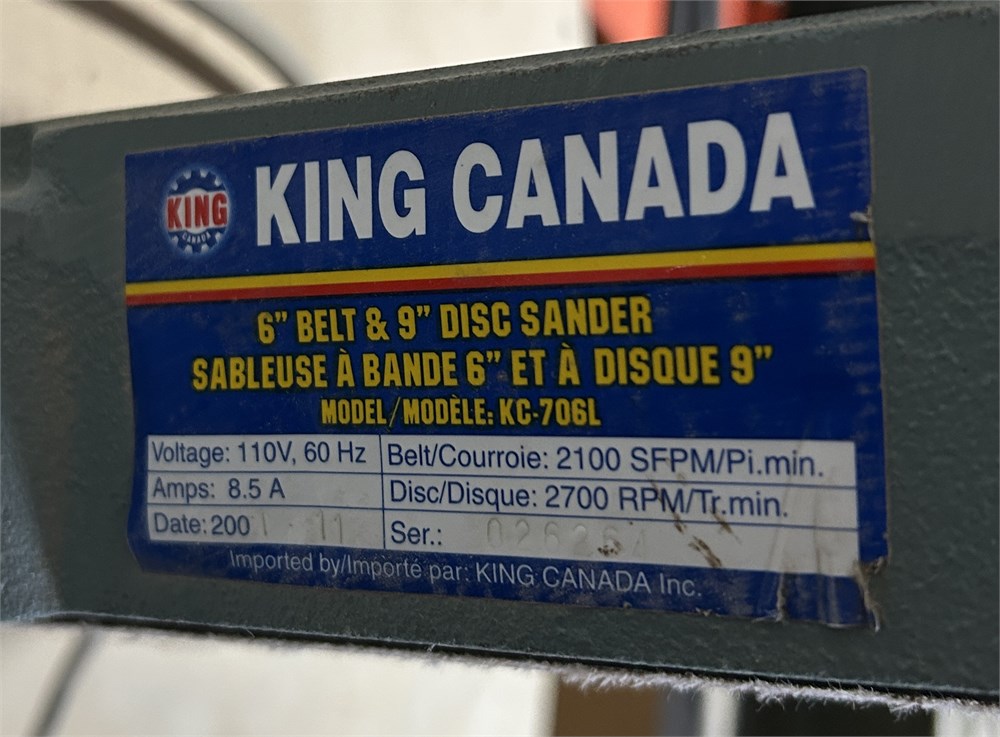 KING
CANADA
KING CANADA
6” BELT & 9” DISC SANDER
SABLEUSE À BANDE 6” ET À DISQUE 9”
MODEL/MODÈLE: KC-706L
Voltage: 110V, 60 Hz Belt/Courroie: 2100 SFPM/Pi.min.
Amps: 8.5 A Disc/Disque: 2700 RPM/Tr.min.
Date: 200 11 Ser.:
Imported by/Importé par: KING CANADA Inc.